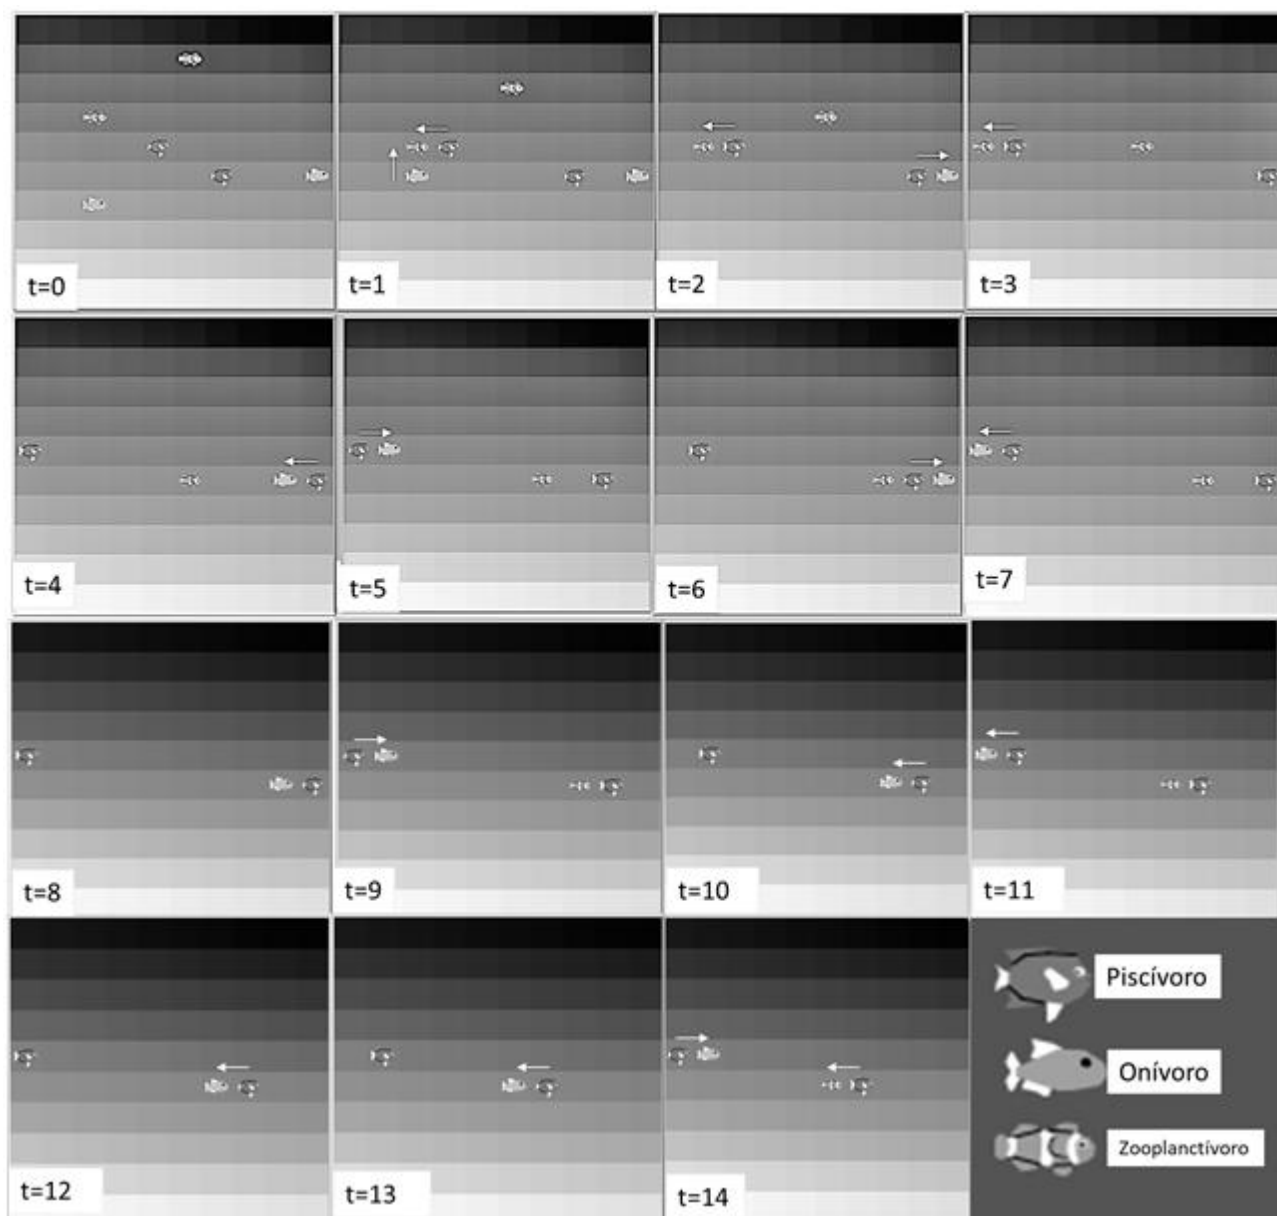 t=0
t=1
t=2
t=3
t=4
t=5
t=6
t=7
t=8
t=9
t=10
t=11
t=12
t=13
t=14
Piscívoro
Onívoro
Zooplanctívoro